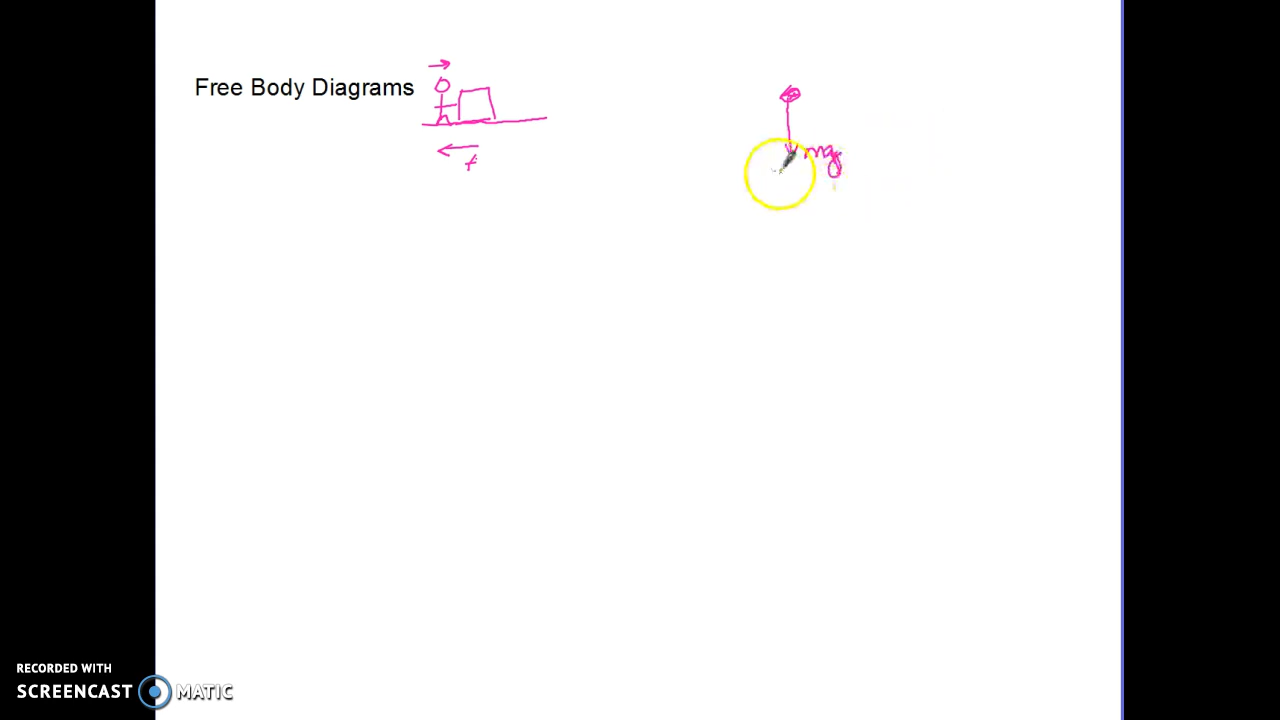 Free Body Diagrams
f
mg
RECORDED WITH
SCREENCAST MATIC